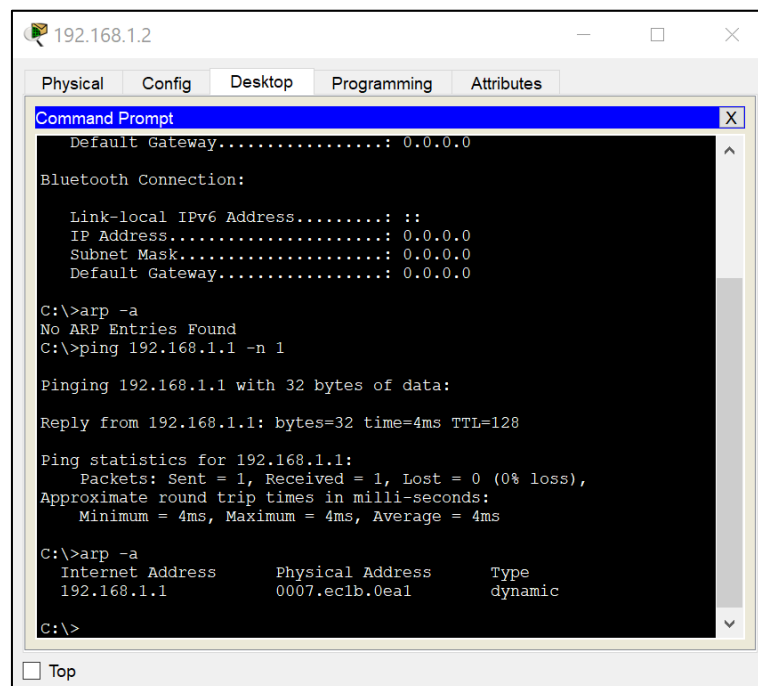 192.168.1.2
Physical Config Desktop Programming Attributes
Command Prompt X
Default Gateway..................: 0.0.0.0
Bluetooth Connection:
Link-local IPv6 Address.........: ::
IP Address......................: 0.0.0.0
Subnet Mask.....................: 0.0.0.0
Default Gateway.................: 0.0.0.0
C:\>arp -a
No ARP Entries Found
C:\>ping 192.168.1.1 -n 1
Pinging 192.168.1.1 with 32 bytes of data:
Reply from 192.168.1.1: bytes=32 time=4ms TTL=128
Ping statistics for 192.168.1.1:
Packets: Sent = 1, Received = 1, Lost = 0 (0% loss),
Approximate round trip times in milli-seconds:
Minimum = 4ms, Maximum = 4ms, Average = 4ms
C:\>arp -a
Internet Address Physical Address Type
192.168.1.1 0007.ec1b.0ea1 dynamic
C:\>
Top